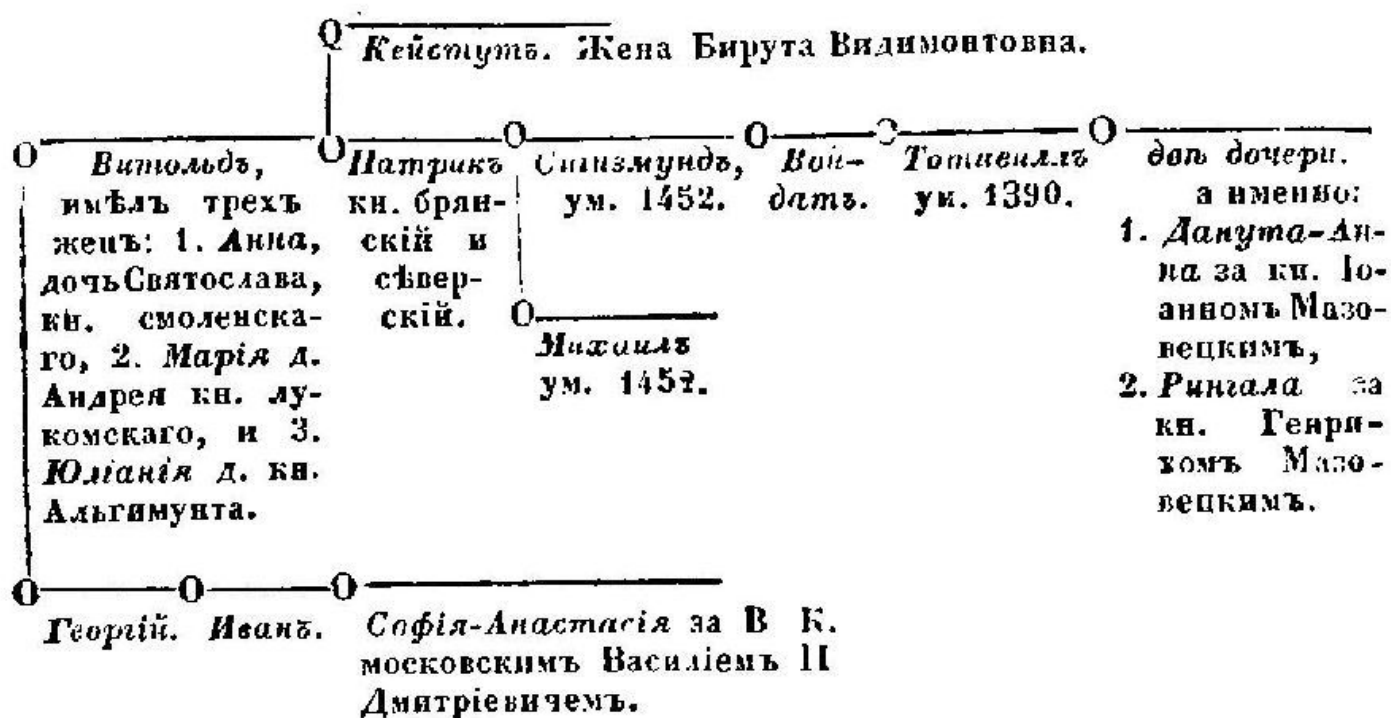 Кейстутъ. Жена Бирута Видимонтовна.
Витольдъ,
имѣлъ трехъ
женъ: 1. Анна,
дочь Святослава,
кн. смоленска-
го, 2. Марія д.
Андрея кн. лу-
комскаго, и 3.
Юліанія д. кн.
Альгимунта.
Патрикъ
кн. брян-
скій и
сѣвер-
скій.
Сигизмундъ,
ум. 1452.
Михаилъ
ум. 1452.
Вой-
датъ.
Тотивиллъ
ум. 1390.
двѣ дочери.
а именно:
1. Данута-Ан-
на за кн. Іо-
анномъ Мазо-
вецкимъ,
2. Рингала за
кн. Генри-
хомъ Мазо-
вецкимъ.
Георгій. Иванъ.
Софія-Анастасія за В К.
московскимъ Василіемъ II
Дмитріевичемъ.